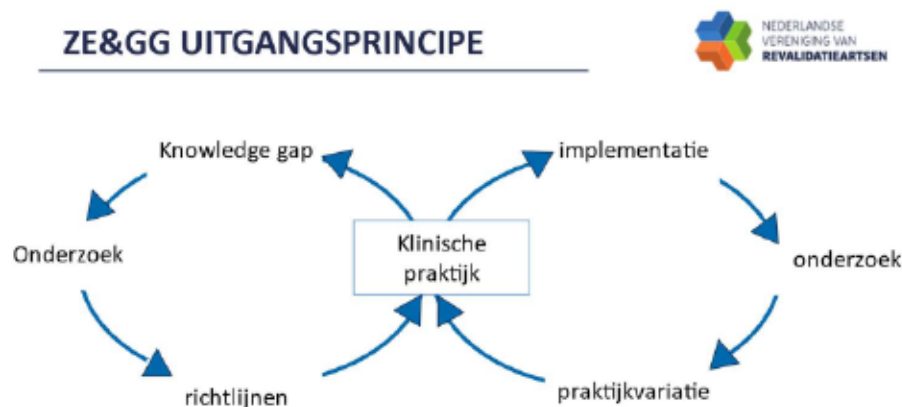 ZE&GG UITGANGSPRINCIPE
NEDERLANDSE
VERENIGING VAN
REVALIDATIEARTSEN
Knowledge gap
implementatie
Klinische
praktijk
Onderzoek
onderzoek
richtlijnen
praktijkvariatie